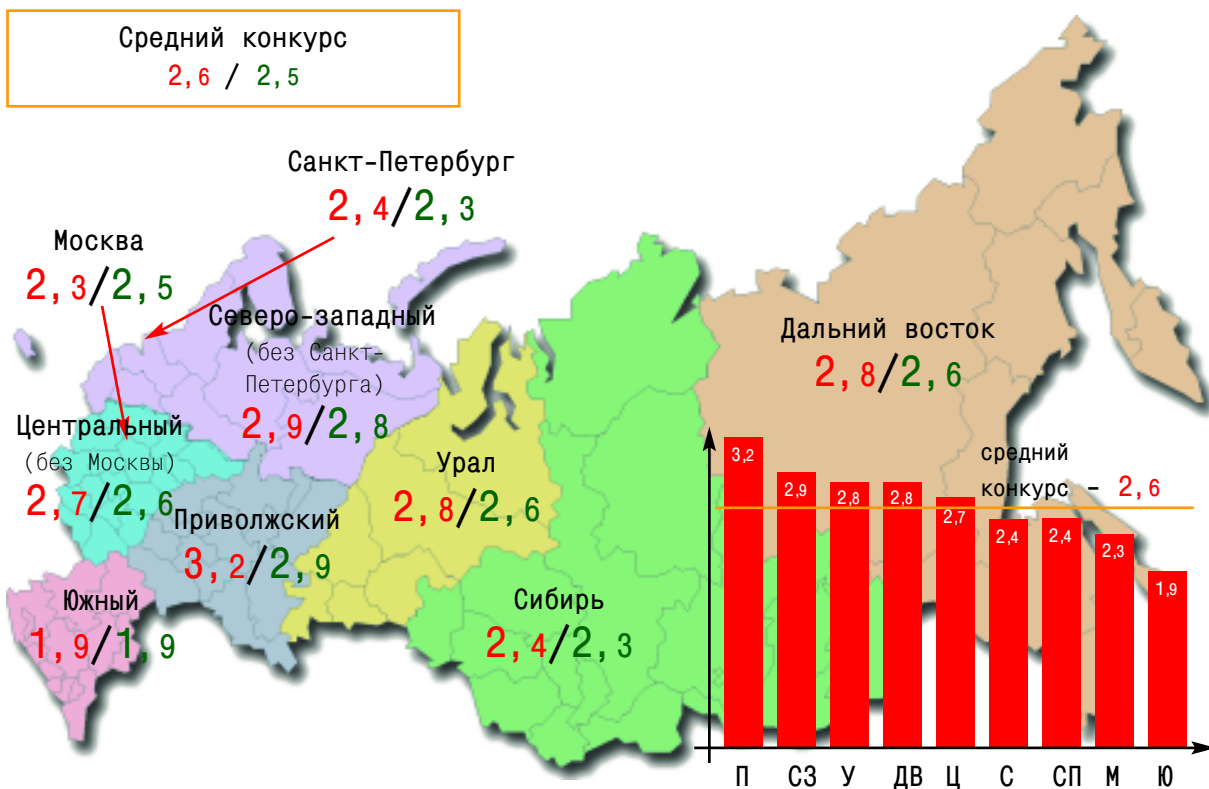 Средний конкурс
2,6 / 2,5
Санкт-Петербург
2,4/2,3
Москва
2,3/2,5
Северо-западный
(без Санкт-
Петербурга)
2,9/2,8
Дальний восток
2,8/2,6
Центральный
(без Москвы)
2,7/2,6
Урал
2,8/2,6
Приволжский
3,2/2,9
Южный
1,9/1,9
Сибирь
2,4/2,3
средний
конкурс - 2,6
3,2 2,9 2,8 2,8 2,7 2,4 2,4 2,3 1,9
П СЗ У ДВ Ц С СП М Ю